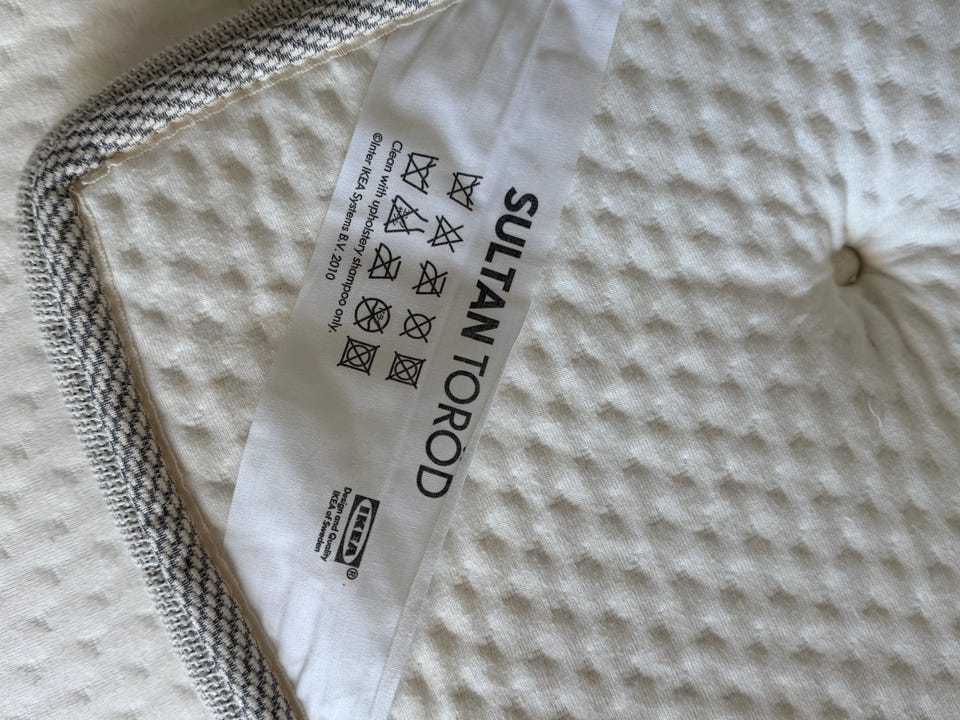 SULTAN TORÖD
Clean with upholstery shampoo only.
©Inter IKEA Systems B.V. 2010
IKEA®
Design and Quality
IKEA of Sweden